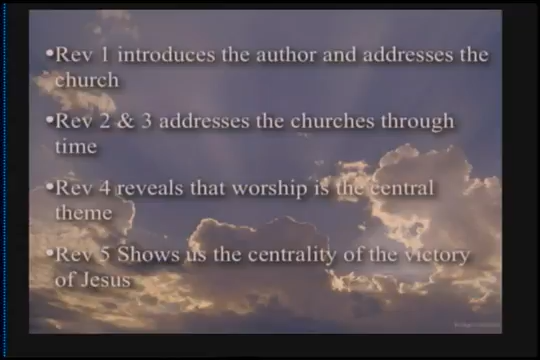 •Rev 1 introduces the author and addresses the
church
•Rev 2 & 3 addresses the churches through
time
•Rev 4 reveals that worship is the central
theme
•Rev 5 Shows us the centrality of the victory
of Jesus